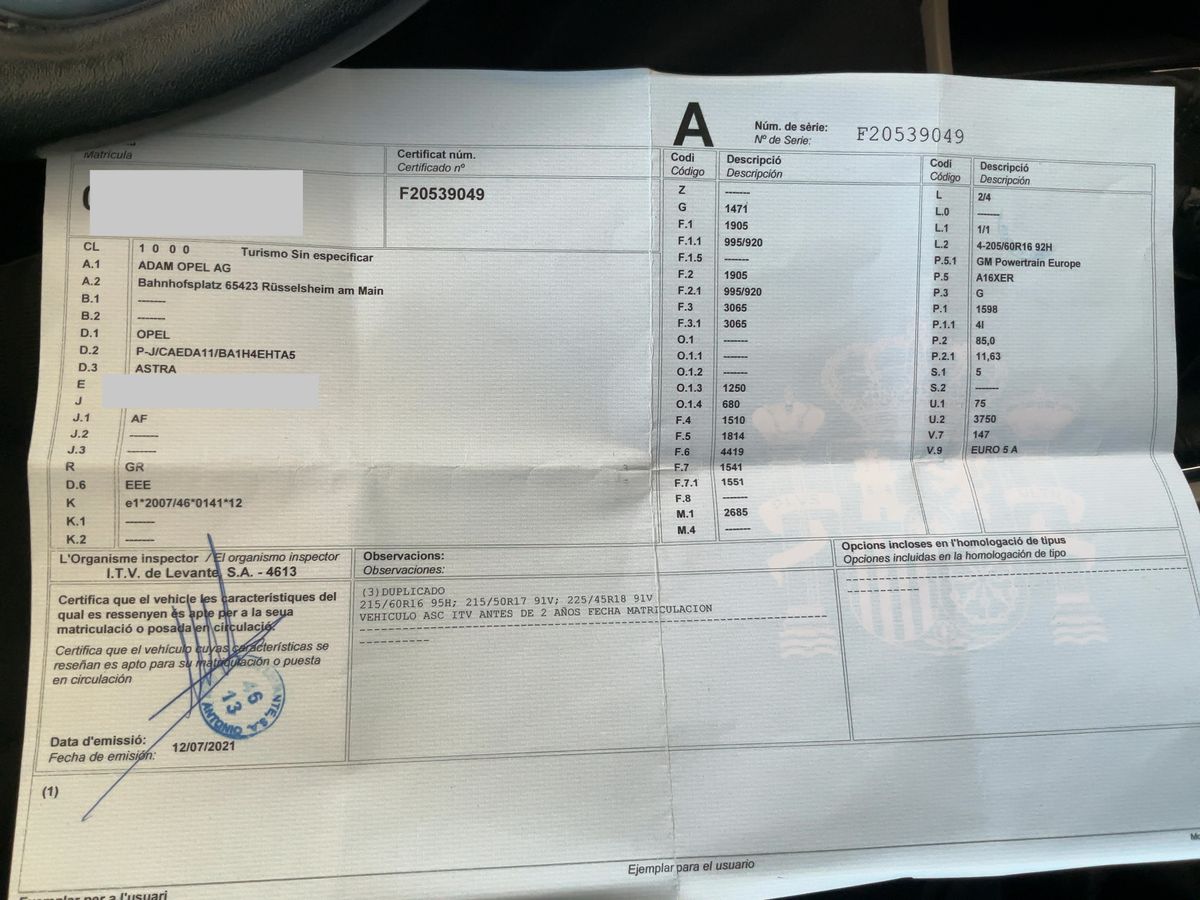 Matrícula
Certificat núm.
Certificado nº
F20539049
A
Núm. de sèrie:
Nº de Serie:
F20539049
CL 1 0 0 0 Turismo Sin especificar
A.1 ADAM OPEL AG
A.2 Bahnhofsplatz 65423 Rüsselsheim am Main
B.1 -------
B.2 -------
D.1 OPEL
D.2 P-J/CAEDA11/BA1H4EHTA5
D.3 ASTRA
E
J
J.1 AF
J.2 -------
J.3 -------
R GR
D.6 EEE
K e1*2007/46*0141*12
K.1 -------
K.2 -------
Codi Descripció
Código Descripción
Z -------
G 1471
F.1 1905
F.1.1 995/920
F.1.5 -------
F.2 1905
F.2.1 995/920
F.3 3065
F.3.1 3065
O.1 -------
O.1.1 -------
O.1.2 -------
O.1.3 1250
O.1.4 680
F.4 1510
F.5 1814
F.6 4419
F.7 1541
F.7.1 1551
F.8 -------
M.1 2685
M.4 -------
Codi Descripció
Código Descripción
L 2/4
L.0 -------
L.1 1/1
L.2 4-205/60R16 92H
P.5.1 GM Powertrain Europe
P.5 A16XER
P.3 G
P.1 1598
P.1.1 4l
P.2 85,0
P.2.1 11,63
S.1 5
S.2 -------
U.1 75
U.2 3750
V.7 147
V.9 EURO 5 A
L'Organisme inspector / El organismo inspector
I.T.V. de Levante, S.A. - 4613
Certifica que el vehicle les característiques del
qual es ressenyen és apte per a la seua
matriculació o posada en circulació.
Certifica que el vehículo cuyas características se
reseñan es apto para su matriculación o puesta
en circulación
46
13
Data d'emissió:
Fecha de emisión: 12/07/2021
Observacions:
Observaciones:
(3)DUPLICADO
215/60R16 95H; 215/50R17 91V; 225/45R18 91V
VEHICULO ASC ITV ANTES DE 2 AÑOS FECHA MATRICULACION
Opcions incloses en l'homologació de tipus
Opciones incluidas en la homologación de tipo
(1)
Ejemplar para el usuario
Exemplar per a l'usuari